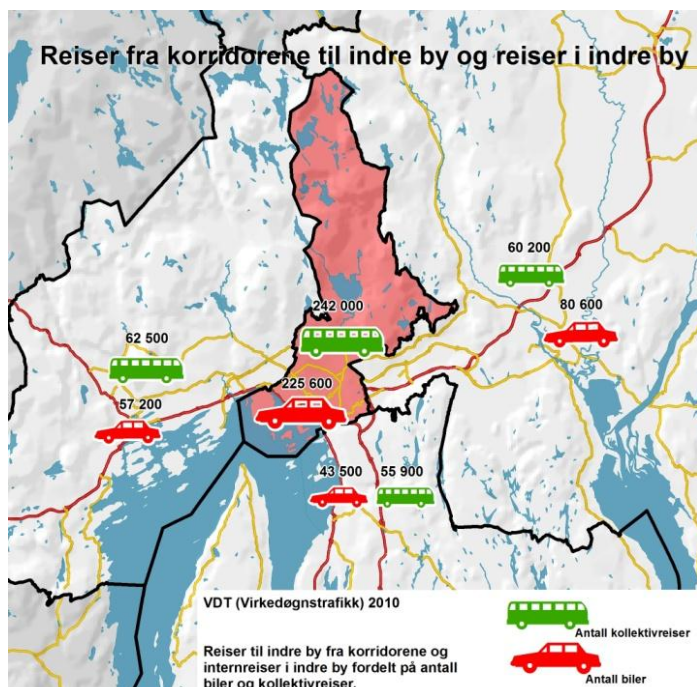 Reiser fra korridorene til indre by og reiser i indre by
60 200
242 000
80 600
62 500
225 600
57 200
43 500
55 900
VDT (Virkedøgnstrafikk) 2010
Antall kollektivreiser
Reiser til indre by fra korridorene og
internreiser i indre by fordelt på antall
biler og kollektivreiser.
Antall biler